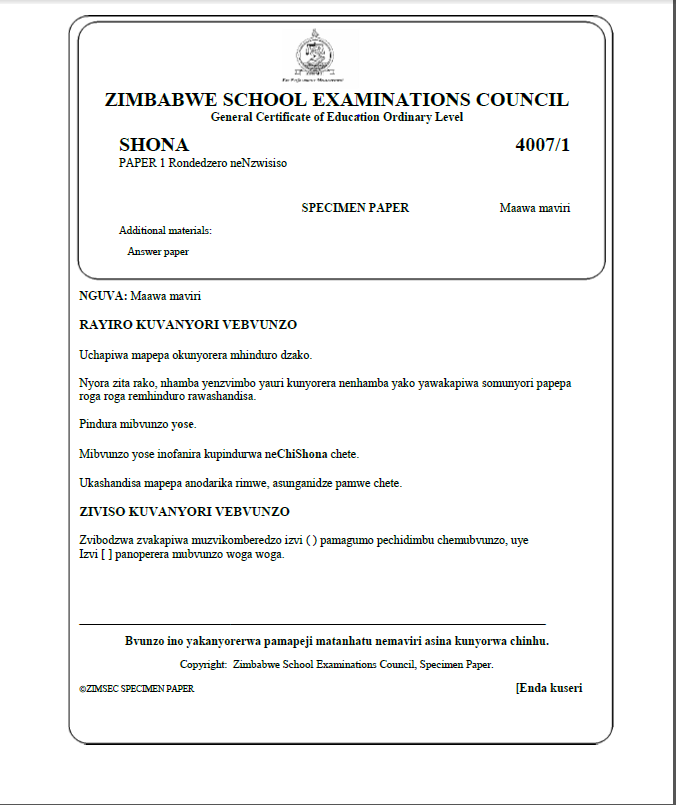 ZIMBABWE SCHOOL EXAMINATIONS COUNCIL
General Certificate of Education Ordinary Level
SHONA 4007/1
PAPER 1 Rondedzero neNzwisiso
SPECIMEN PAPER Maawa maviri
Additional materials:
Answer paper
NGUVA: Maawa maviri
RAYIRO KUVANYORI VEBVUNZO
Uchapiwa mapepa okunyorera mhinduro dzako.
Nyora zita rako, nhamba yenzvimbo yauri kunyorera nenhamba yako yawakapiwa somunyori papepa
roga roga remhinduro rawashandisa.
Pindura mibvunzo yose.
Mibvunzo yose inofanira kupindurwa neChiShona chete.
Ukashandisa mapepa anodarika rimwe, asunganidze pamwe chete.
ZIVISO KUVANYORI VEBVUNZO
Zvibodzwa zvakapiwa muzvikomberedzo izvi ( ) pamagumo pechidimbu chemubvunzo, uye
Izvi [ ] panoperera mubvunzo woga woga.
Bvunzo ino yakanyorerwa pamapeji matanhatu nemaviri asina kunyorwa chinhu.
Copyright: Zimbabwe School Examinations Council, Specimen Paper.
©ZIMSEC SPECIMEN PAPER [Enda kuseri